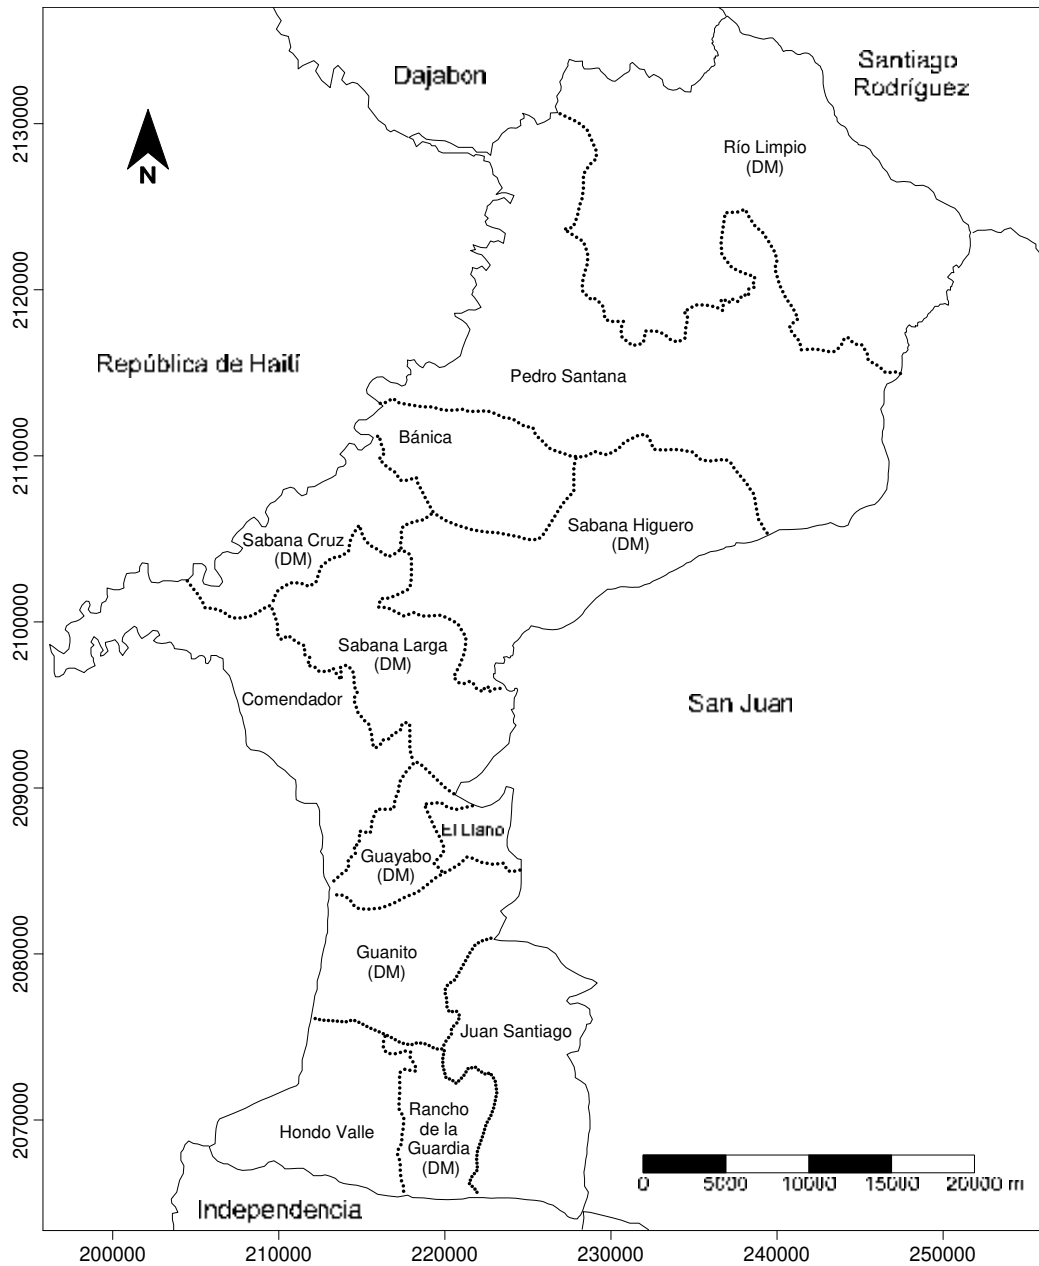 Dajabon
Santiago
Rodríguez
Río Limpio
(DM)
N
República de Haití
Pedro Santana
Bánica
Sabana Higuero
(DM)
Sabana Cruz
(DM)
Sabana Larga
(DM)
Comendador
San Juan
El Llano
Guayabo
(DM)
Guanito
(DM)
Juan Santiago
Rancho
de la
Guardia
(DM)
Hondo Valle
Independencia
0 5000 10000 15000 20000 m
2130000
2120000
2110000
2100000
2090000
2080000
2070000
200000 210000 220000 230000 240000 250000